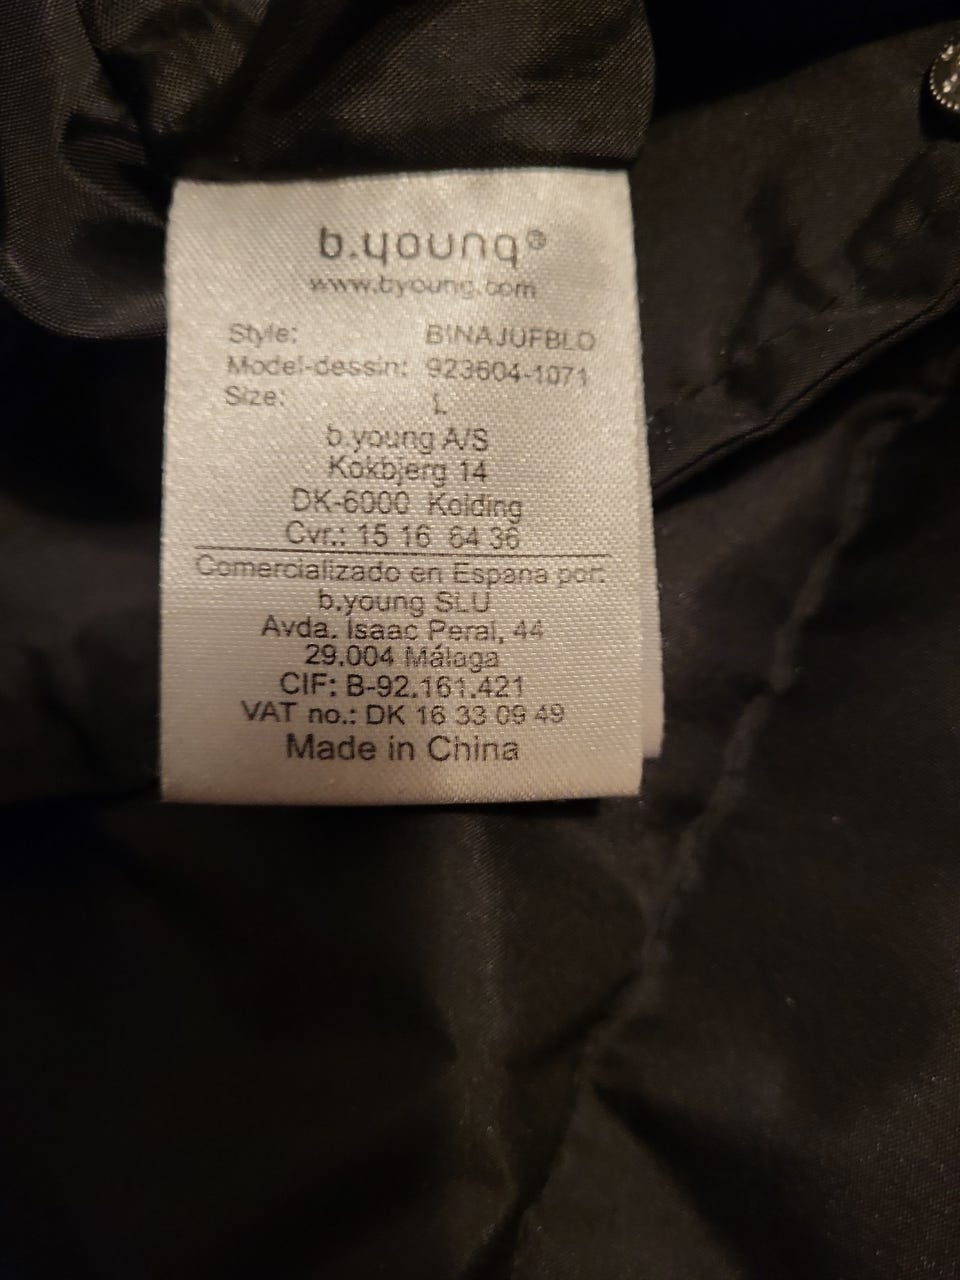 b.young®
www.byoung.com
Style: BINAJUFBLO
Model-dessin: 923604-1071
Size: L
b.young A/S
Kokbjerg 14
DK-6000 Kolding
Cvr.: 15 16 64 36
Comercializado en Espana por:
b.young SLU
Avda. Isaac Peral, 44
29.004 Málaga
CIF: B-92.161.421
VAT no.: DK 16 33 09 49
Made in China